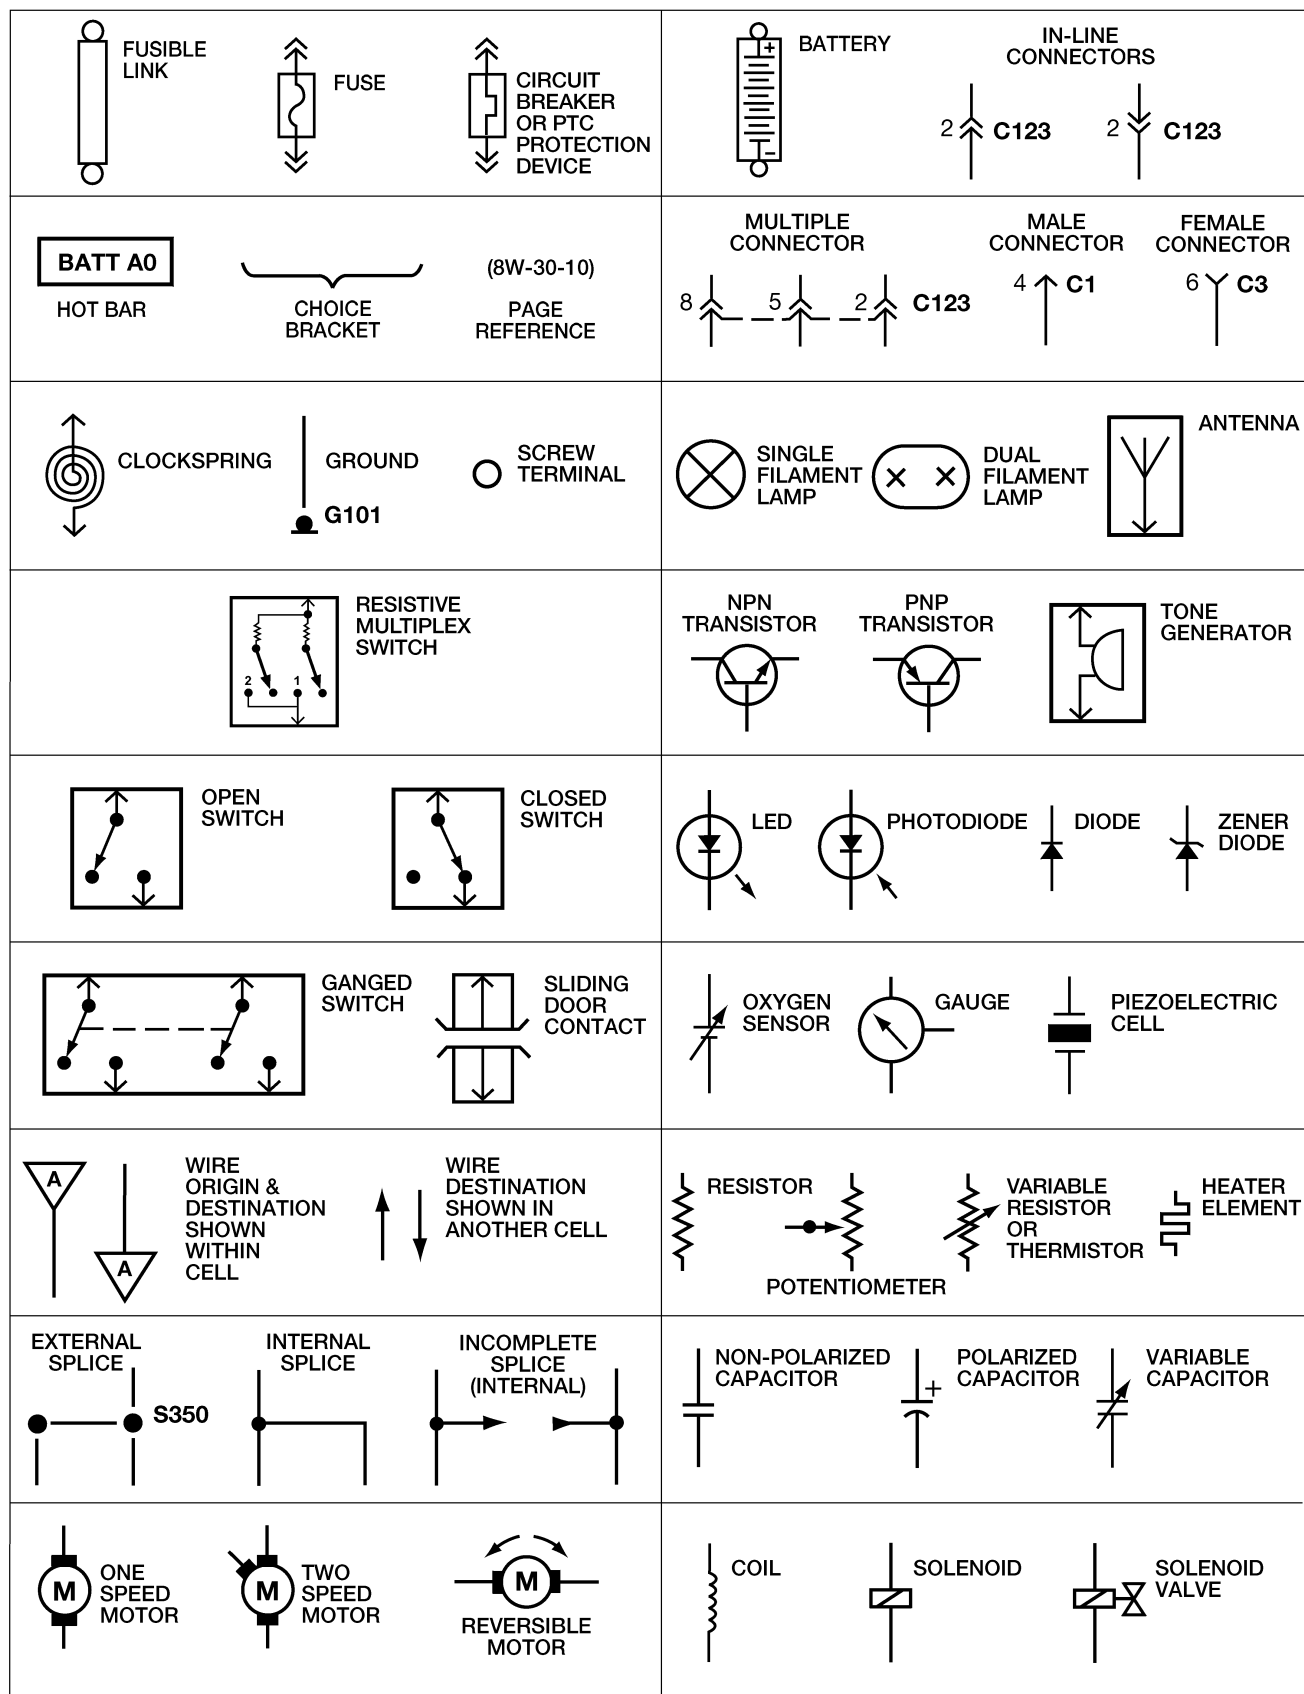 FUSIBLE
LINK
FUSE
CIRCUIT
BREAKER
OR PTC
PROTECTION
DEVICE
BATTERY
+
−
IN-LINE
CONNECTORS
2
C123
2
C123
BATT A0
HOT BAR
CHOICE
BRACKET
(8W-30-10)
PAGE
REFERENCE
MULTIPLE
CONNECTOR
8
5
2
C123
MALE
CONNECTOR
4
C1
FEMALE
CONNECTOR
6
C3
CLOCKSPRING
GROUND
G101
SCREW
TERMINAL
SINGLE
FILAMENT
LAMP
DUAL
FILAMENT
LAMP
ANTENNA
RESISTIVE
MULTIPLEX
SWITCH
2
1
NPN
TRANSISTOR
PNP
TRANSISTOR
TONE
GENERATOR
OPEN
SWITCH
CLOSED
SWITCH
LED
PHOTODIODE
DIODE
ZENER
DIODE
GANGED
SWITCH
SLIDING
DOOR
CONTACT
OXYGEN
SENSOR
GAUGE
PIEZOELECTRIC
CELL
A
A
WIRE
ORIGIN &
DESTINATION
SHOWN
WITHIN
CELL
WIRE
DESTINATION
SHOWN IN
ANOTHER CELL
RESISTOR
POTENTIOMETER
VARIABLE
RESISTOR
OR
THERMISTOR
HEATER
ELEMENT
EXTERNAL
SPLICE
S350
INTERNAL
SPLICE
INCOMPLETE
SPLICE
(INTERNAL)
NON-POLARIZED
CAPACITOR
+
POLARIZED
CAPACITOR
VARIABLE
CAPACITOR
M
ONE
SPEED
MOTOR
M
TWO
SPEED
MOTOR
M
REVERSIBLE
MOTOR
COIL
SOLENOID
SOLENOID
VALVE